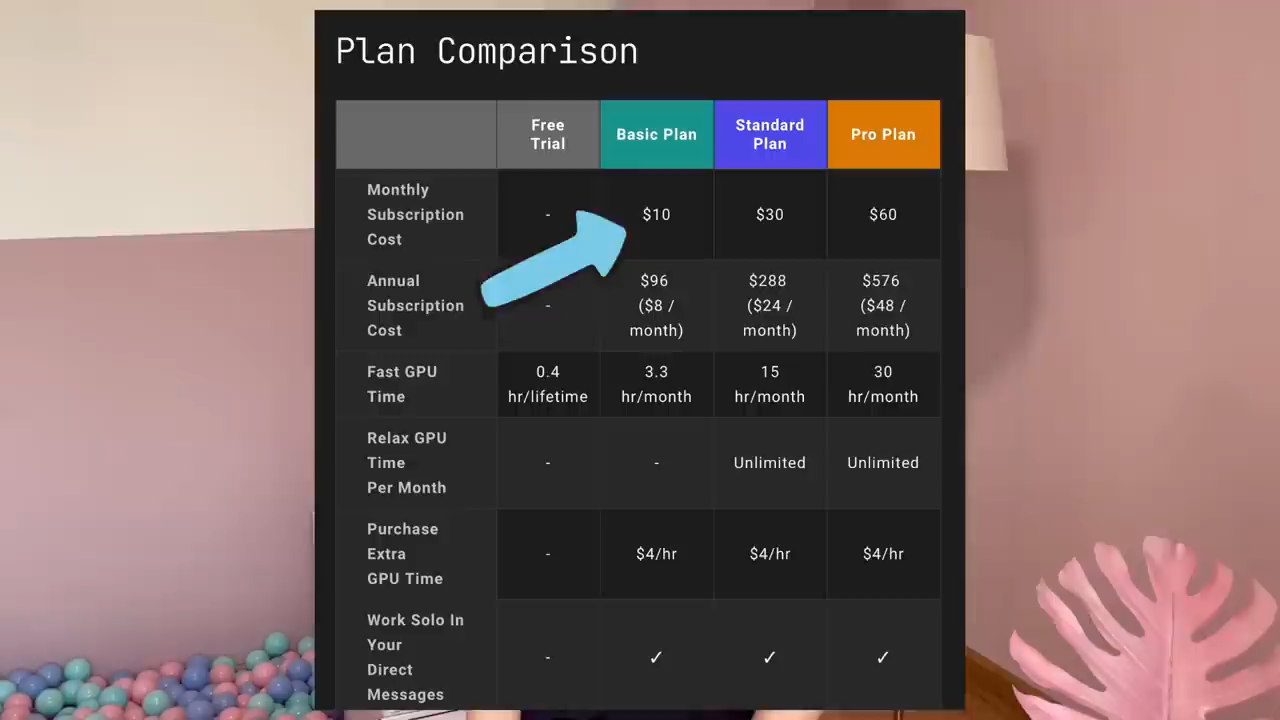 Plan Comparison
Free
Trial
Basic Plan
Standard
Plan
Pro Plan
Monthly
Subscription
Cost
-
$10
$30
$60
Annual
Subscription
Cost
-
$96
($8 /
month)
$288
($24 /
month)
$576
($48 /
month)
Fast GPU
Time
0.4
hr/lifetime
3.3
hr/month
15
hr/month
30
hr/month
Relax GPU
Time
Per Month
-
-
Unlimited
Unlimited
Purchase
Extra
GPU Time
-
$4/hr
$4/hr
$4/hr
Work Solo In
Your
Direct
Messages
-
✓
✓
✓